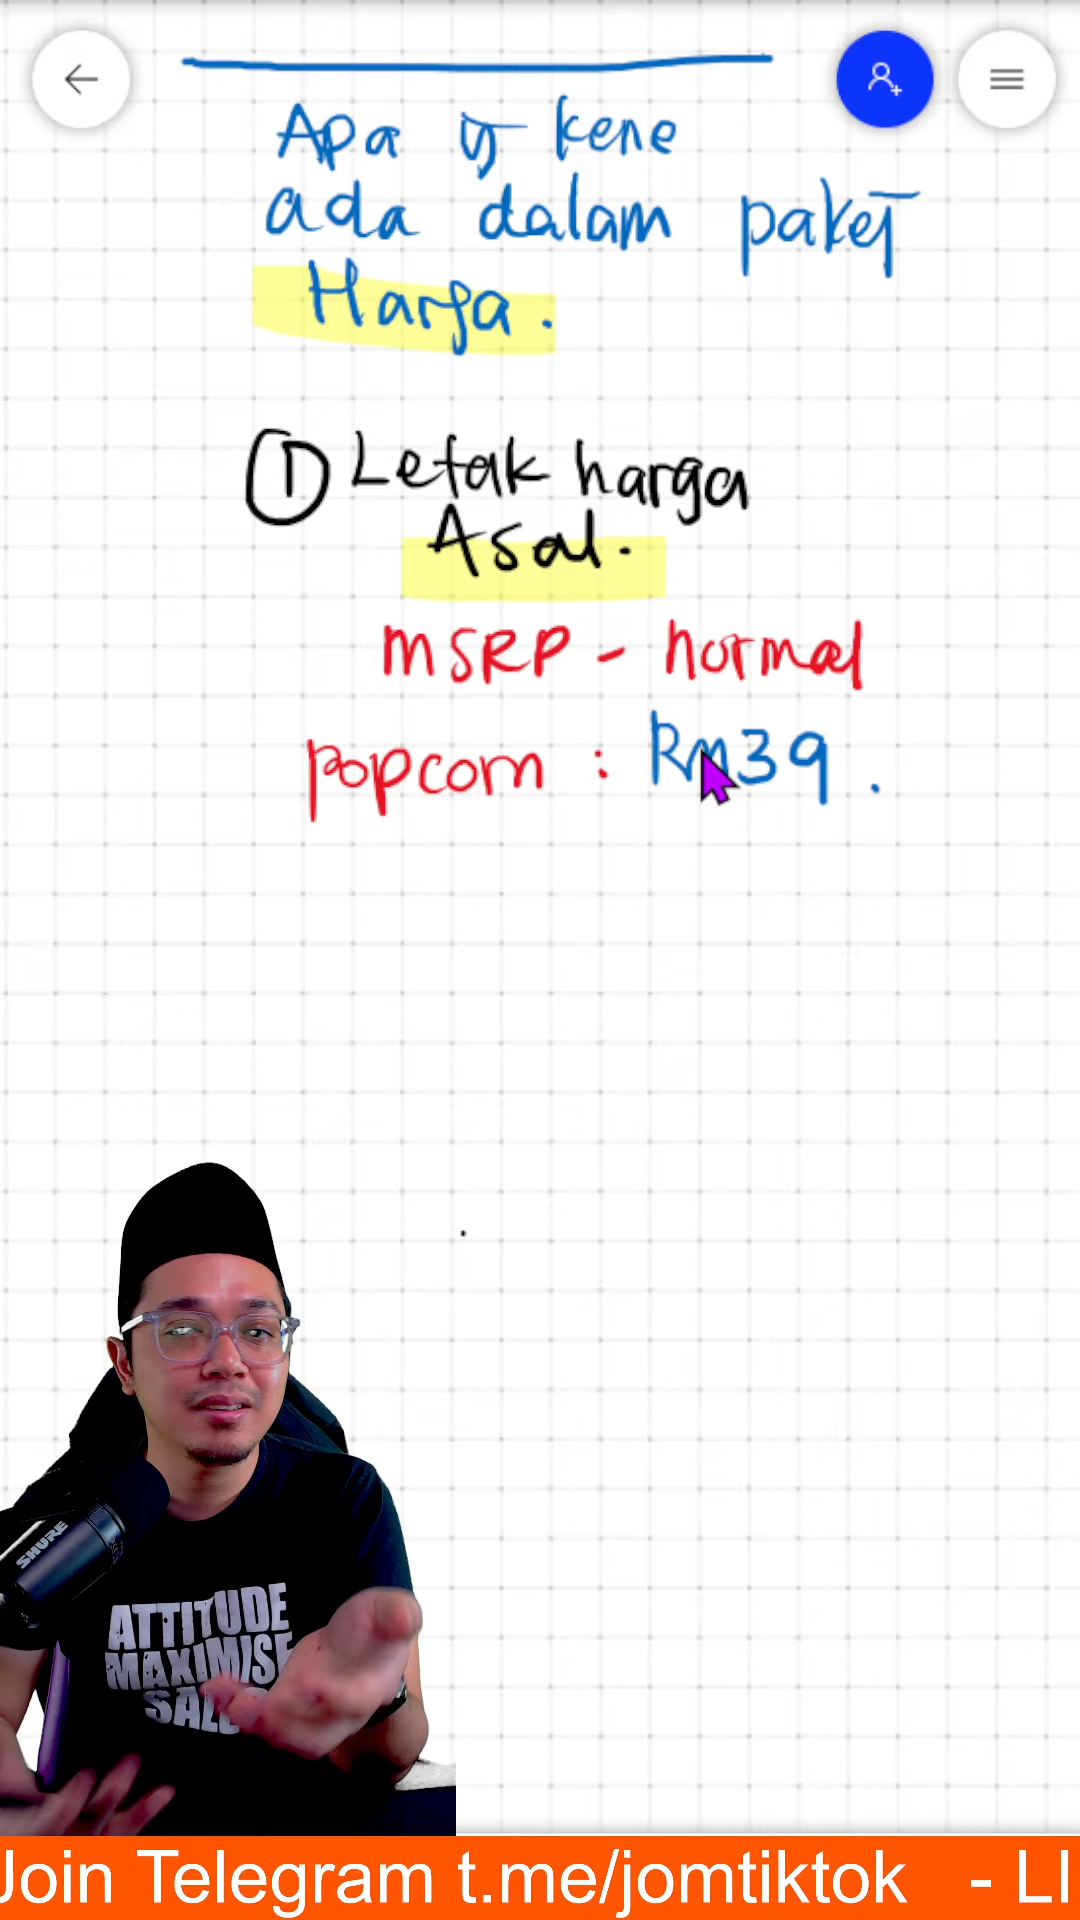 Apa yg kene
ada dalam pakej
Harga.
① Letak harga
Asal.
MSRP - normal
popcorn : RM39.
SHURE
ATTITUDE
MAXIMISE
SALE
Join Telegram t.me/jomtiktok - LI